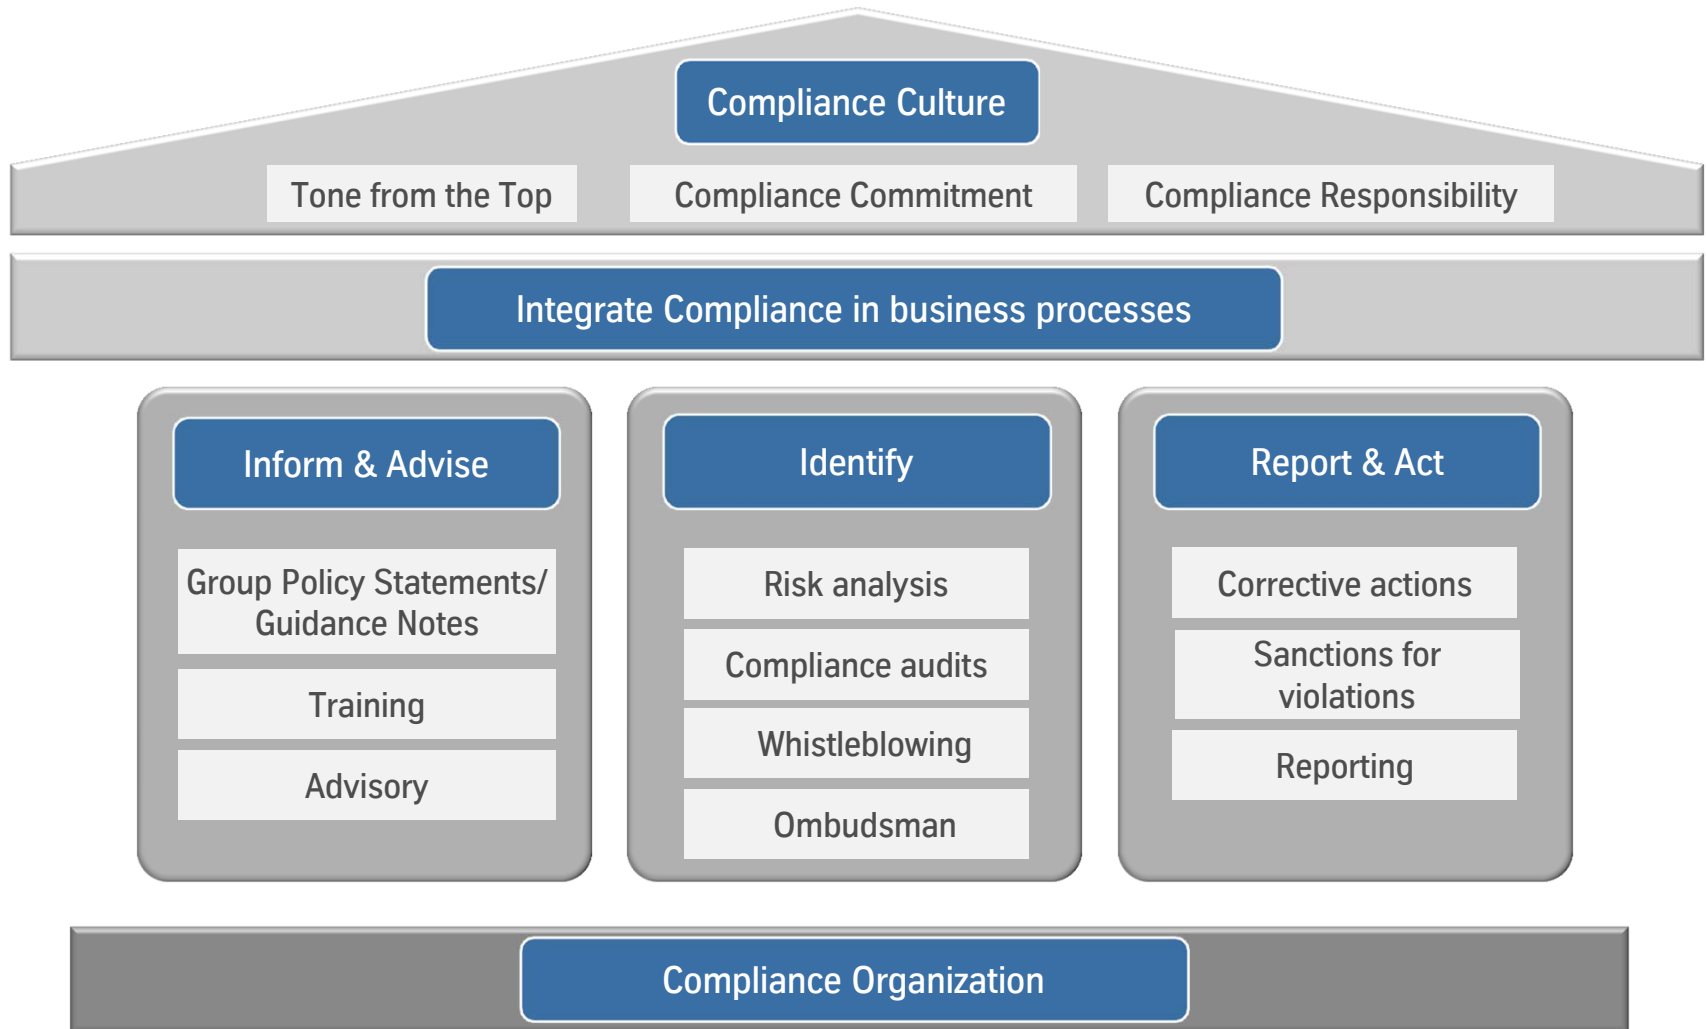 Compliance Culture
Tone from the Top
Compliance Commitment
Compliance Responsibility
Integrate Compliance in business processes
Inform & Advise
Group Policy Statements/
Guidance Notes
Training
Advisory
Identify
Risk analysis
Compliance audits
Whistleblowing
Ombudsman
Report & Act
Corrective actions
Sanctions for
violations
Reporting
Compliance Organization